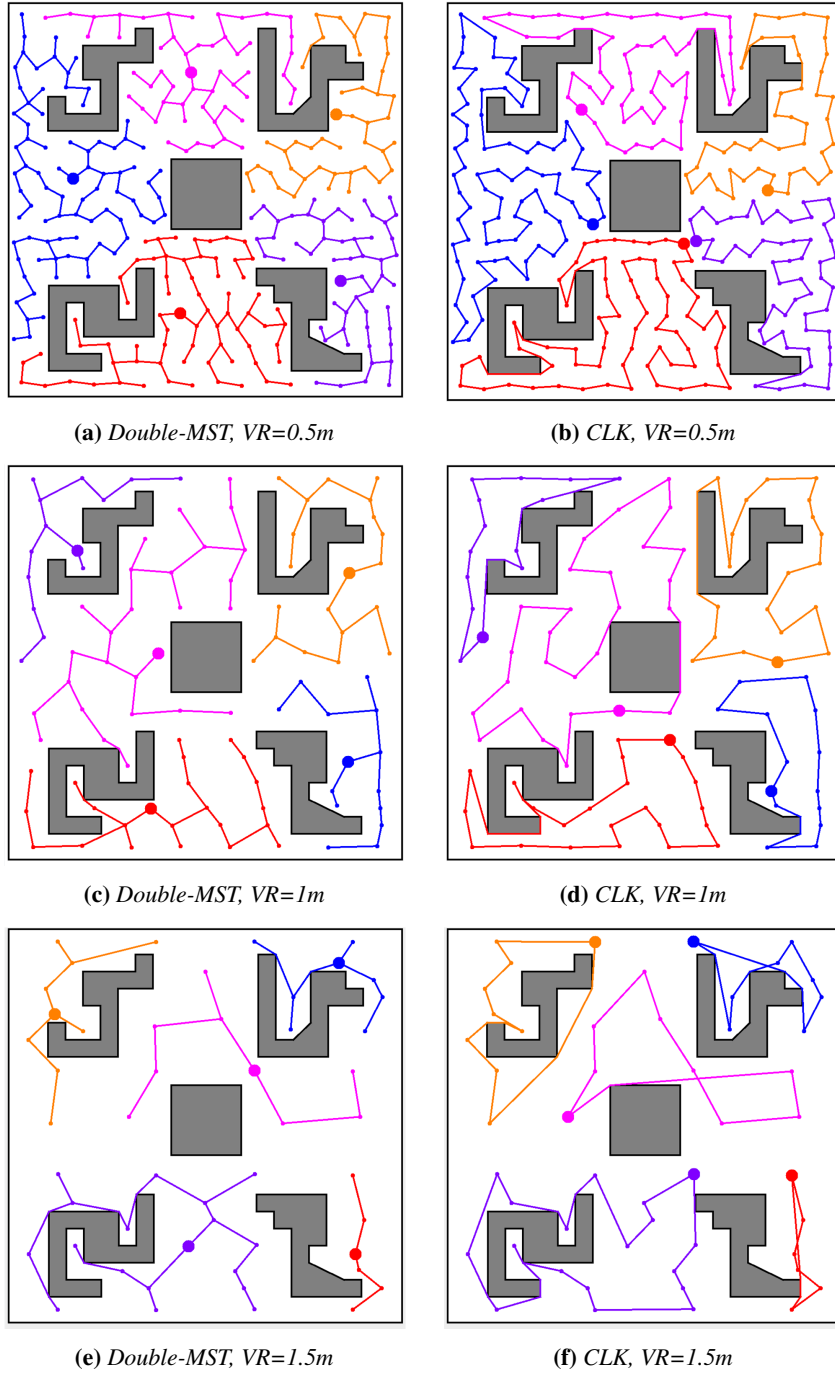 (a) Double-MST, VR=0.5m
(b) CLK, VR=0.5m
(c) Double-MST, VR=1m
(d) CLK, VR=1m
(e) Double-MST, VR=1.5m
(f) CLK, VR=1.5m